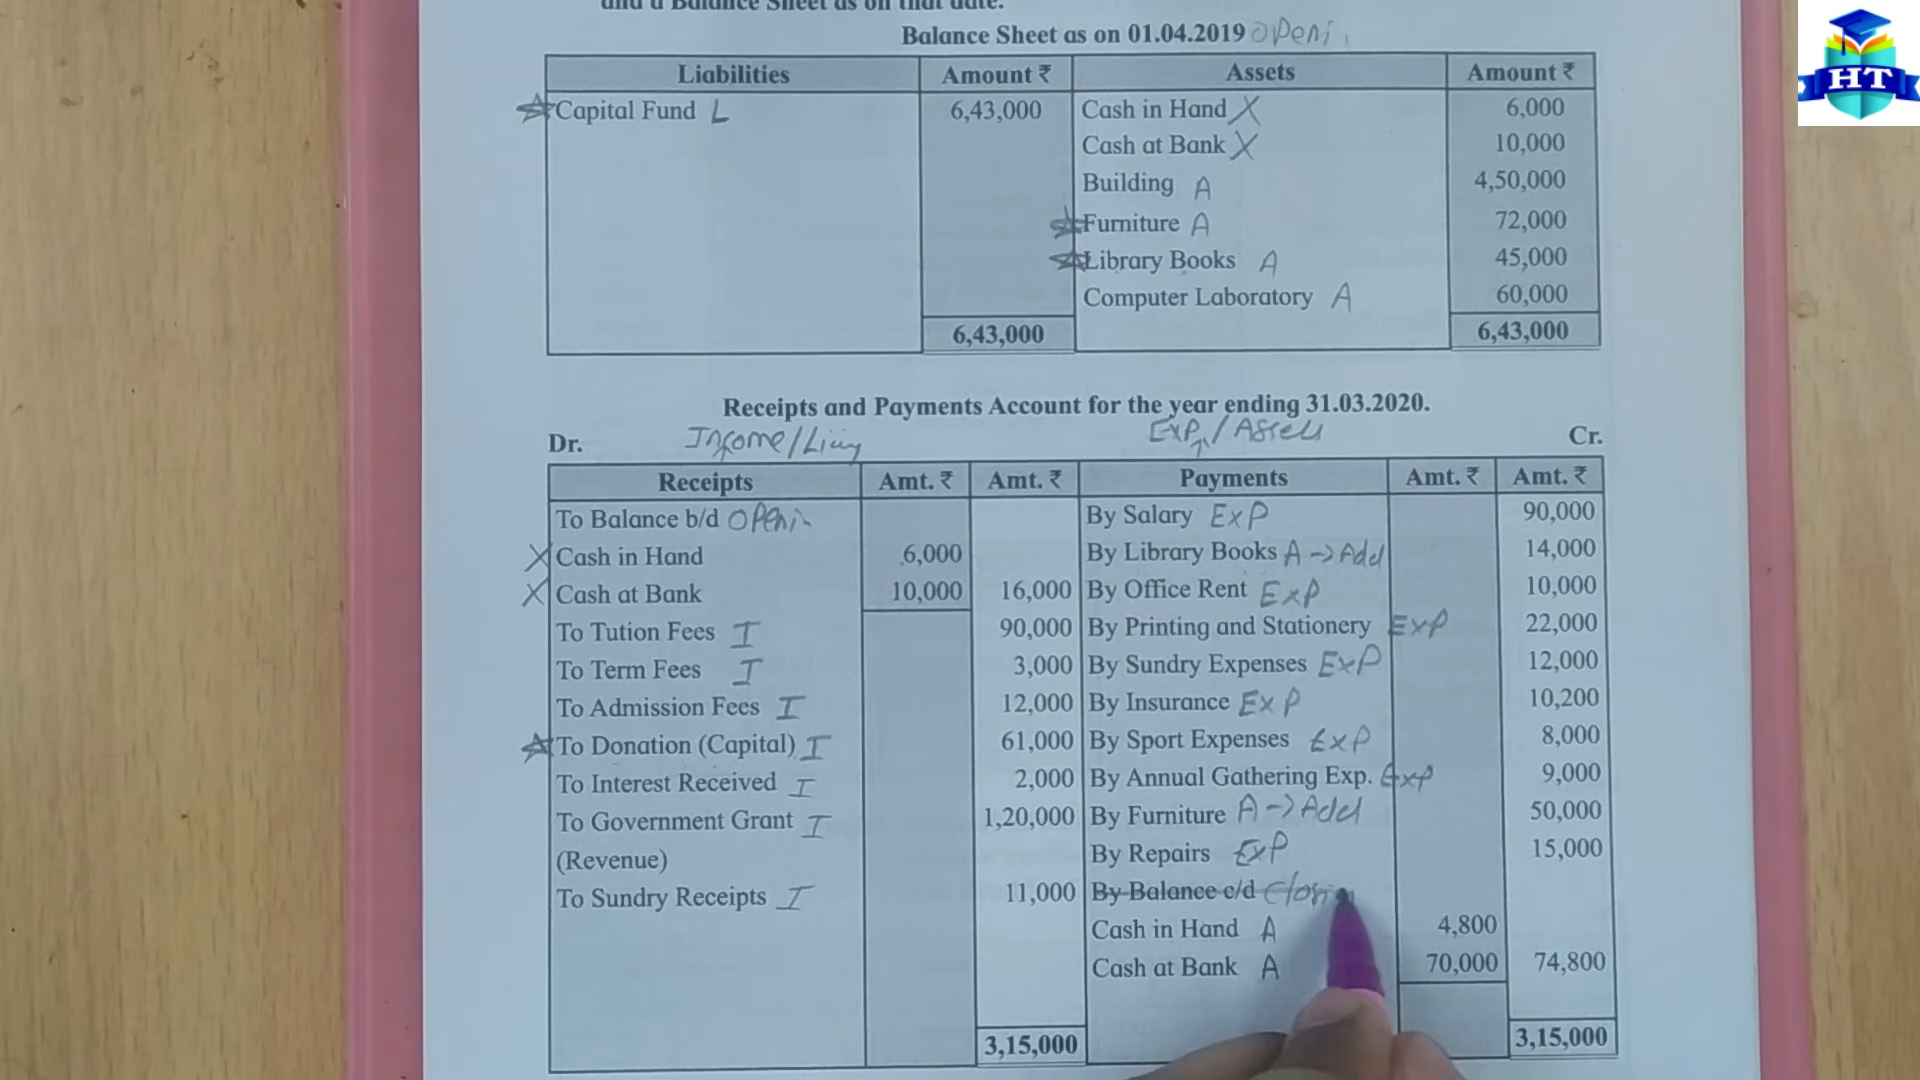 and a Balance Sheet as on that date.
HT
Balance Sheet as on 01.04.2019 openi
Liabilities Amount ₹ Assets Amount ₹
Capital Fund L 6,43,000 Cash in Hand X 6,000
Cash at Bank X 10,000
Building A 4,50,000
Furniture A 72,000
Library Books A 45,000
Computer Laboratory A 60,000
6,43,000 6,43,000
Receipts and Payments Account for the year ending 31.03.2020.
Dr. Income/ Exp/Assets Cr.
Receipts Amt. ₹ Amt. ₹ Payments Amt. ₹ Amt. ₹
To Balance b/d openi By Salary Exp 90,000
X Cash in Hand 6,000 By Library Books A -> Add 14,000
X Cash at Bank 10,000 16,000 By Office Rent Exp 10,000
To Tution Fees I 90,000 By Printing and Stationery Exp 22,000
To Term Fees I 3,000 By Sundry Expenses Exp 12,000
To Admission Fees I 12,000 By Insurance Exp 10,200
To Donation (Capital) I 61,000 By Sport Expenses Exp 8,000
To Interest Received I 2,000 By Annual Gathering Exp. Exp 9,000
To Government Grant I 1,20,000 By Furniture A -> Add 50,000
(Revenue) By Repairs Exp 15,000
To Sundry Receipts I 11,000 By Balance c/d closi
Cash in Hand A 4,800
Cash at Bank A 70,000 74,800
3,15,000 3,15,000